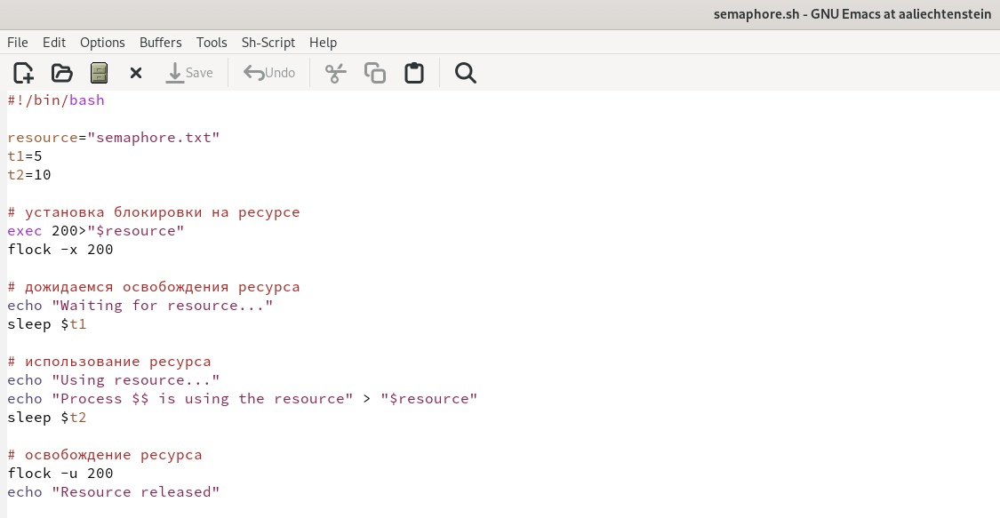 semaphore.sh - GNU Emacs at aaliechtenstein
File Edit Options Buffers Tools Sh-Script Help
Save Undo
#!/bin/bash
resource="semaphore.txt"
t1=5
t2=10
# установка блокировки на ресурсе
exec 200>"$resource"
flock -x 200
# дожидаемся освобождения ресурса
echo "Waiting for resource..."
sleep $t1
# использование ресурса
echo "Using resource..."
echo "Process $$ is using the resource" > "$resource"
sleep $t2
# освобождение ресурса
flock -u 200
echo "Resource released"